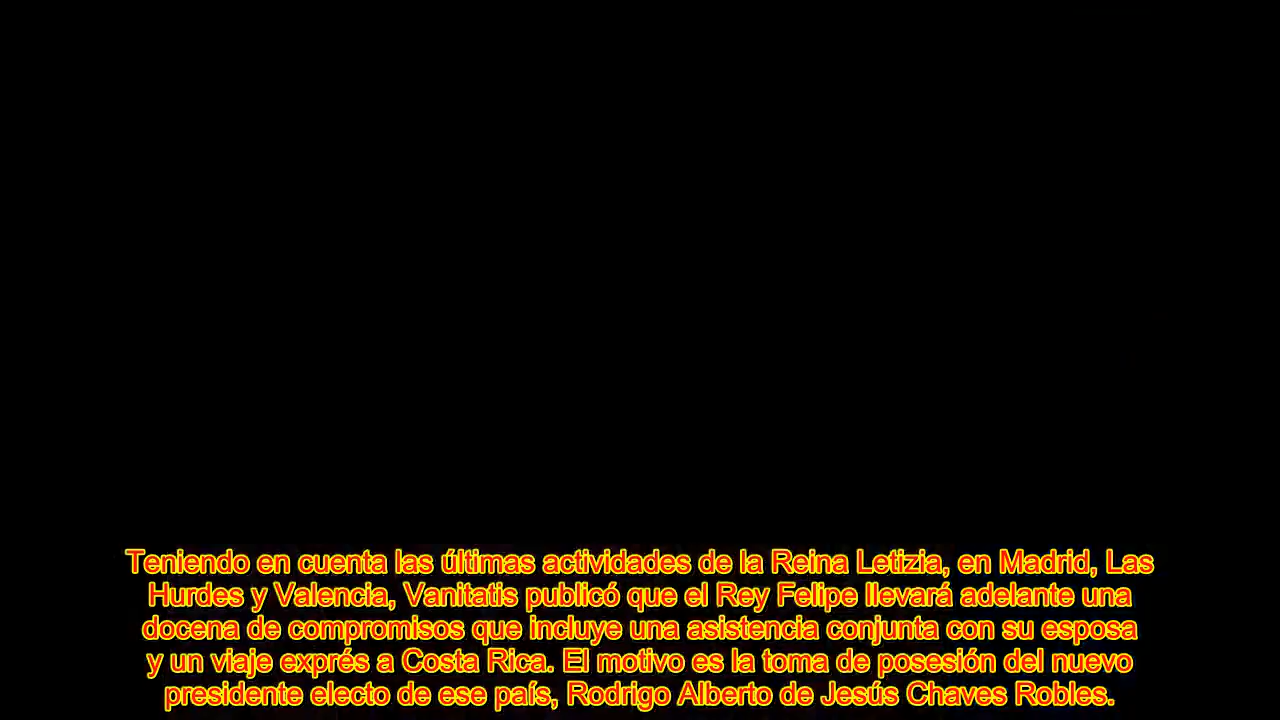 Teniendo en cuenta las últimas actividades de la Reina Letizia, en Madrid, Las
Hurdes y Valencia, Vanitatis publicó que el Rey Felipe llevará adelante una
docena de compromisos que incluye una asistencia conjunta con su esposa
y un viaje exprés a Costa Rica. El motivo es la toma de posesión del nuevo
presidente electo de ese país, Rodrigo Alberto de Jesús Chaves Robles.